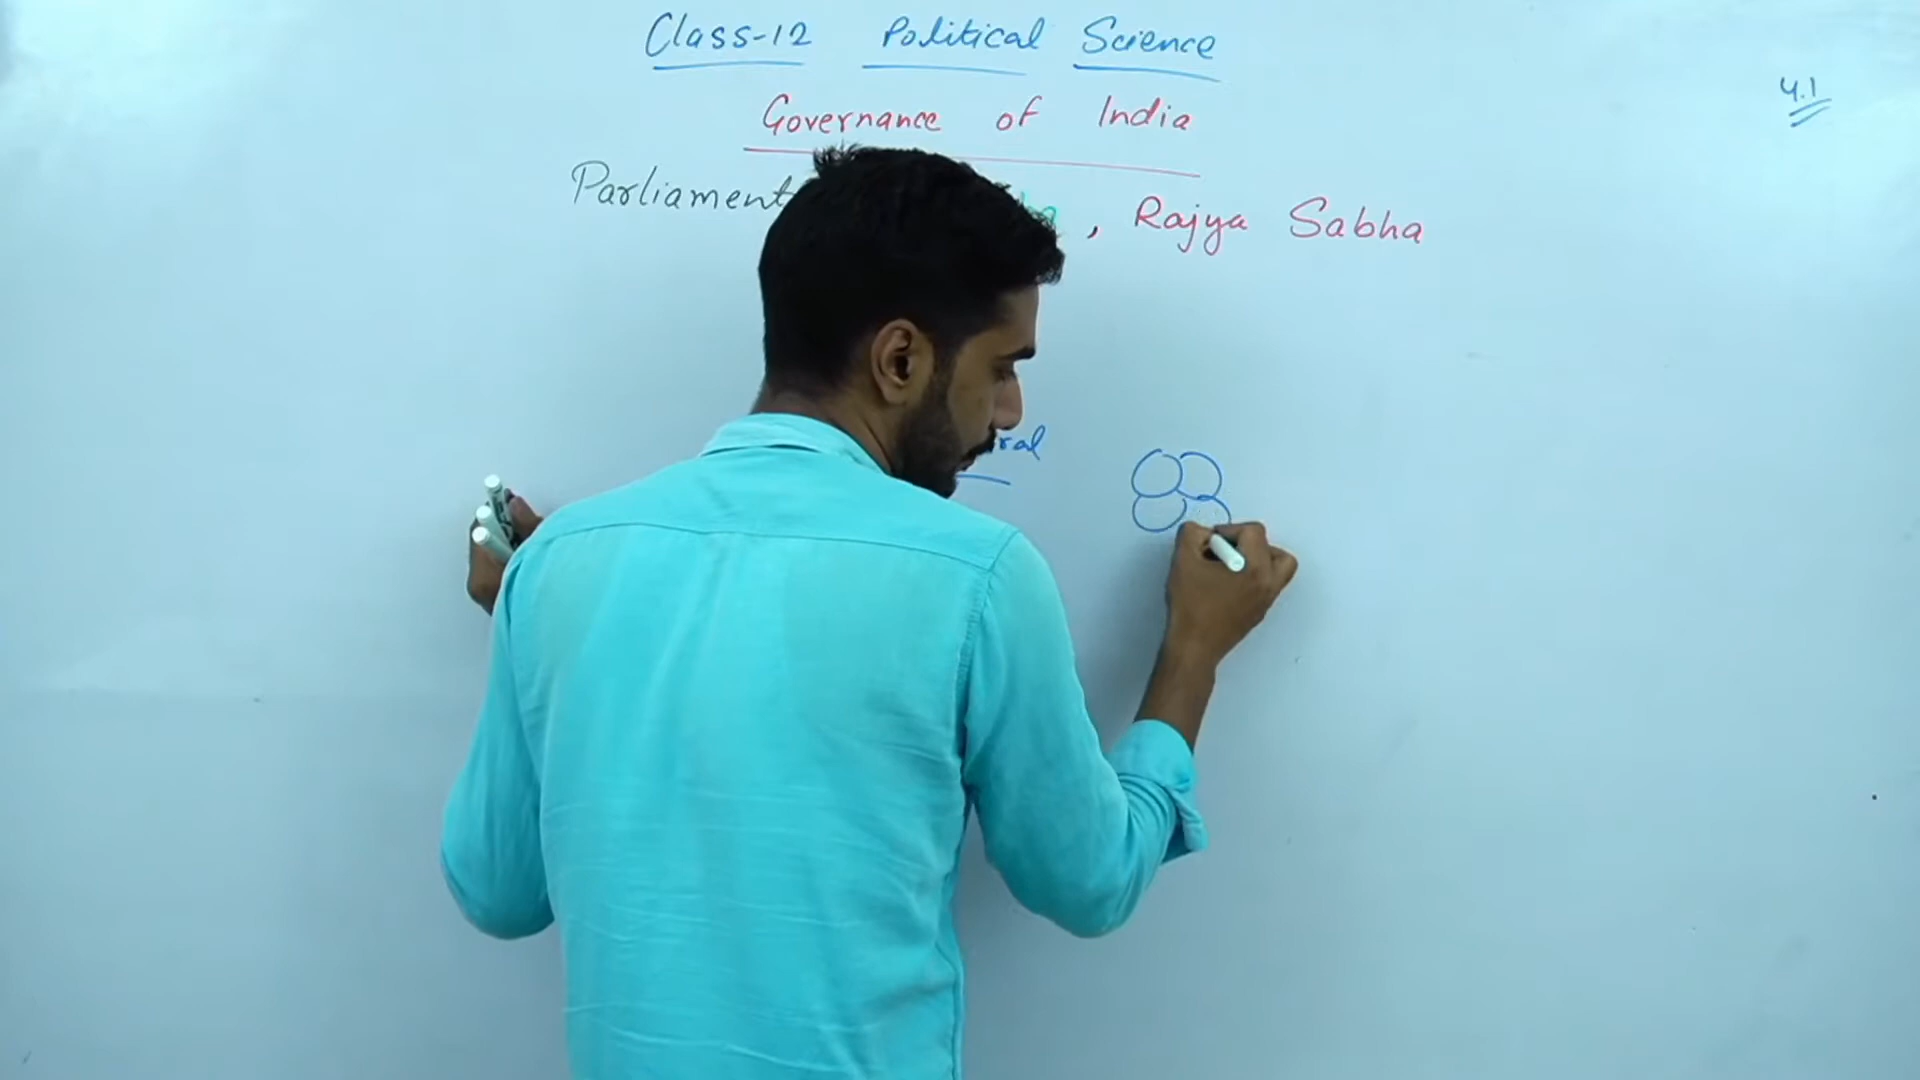 Class-12 Political Science
4.1
Governance of India
Parliament , Rajya Sabha